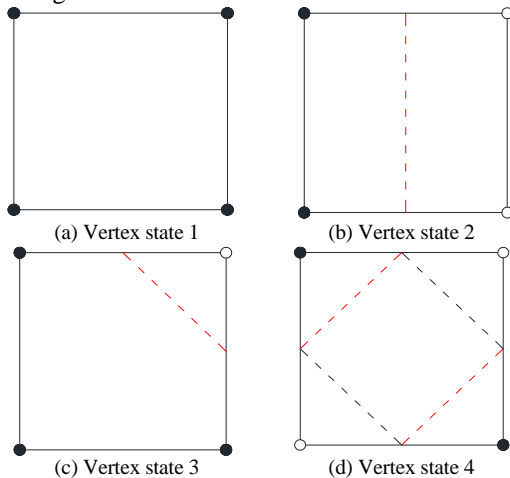 (a) Vertex state 1
(b) Vertex state 2
(c) Vertex state 3
(d) Vertex state 4